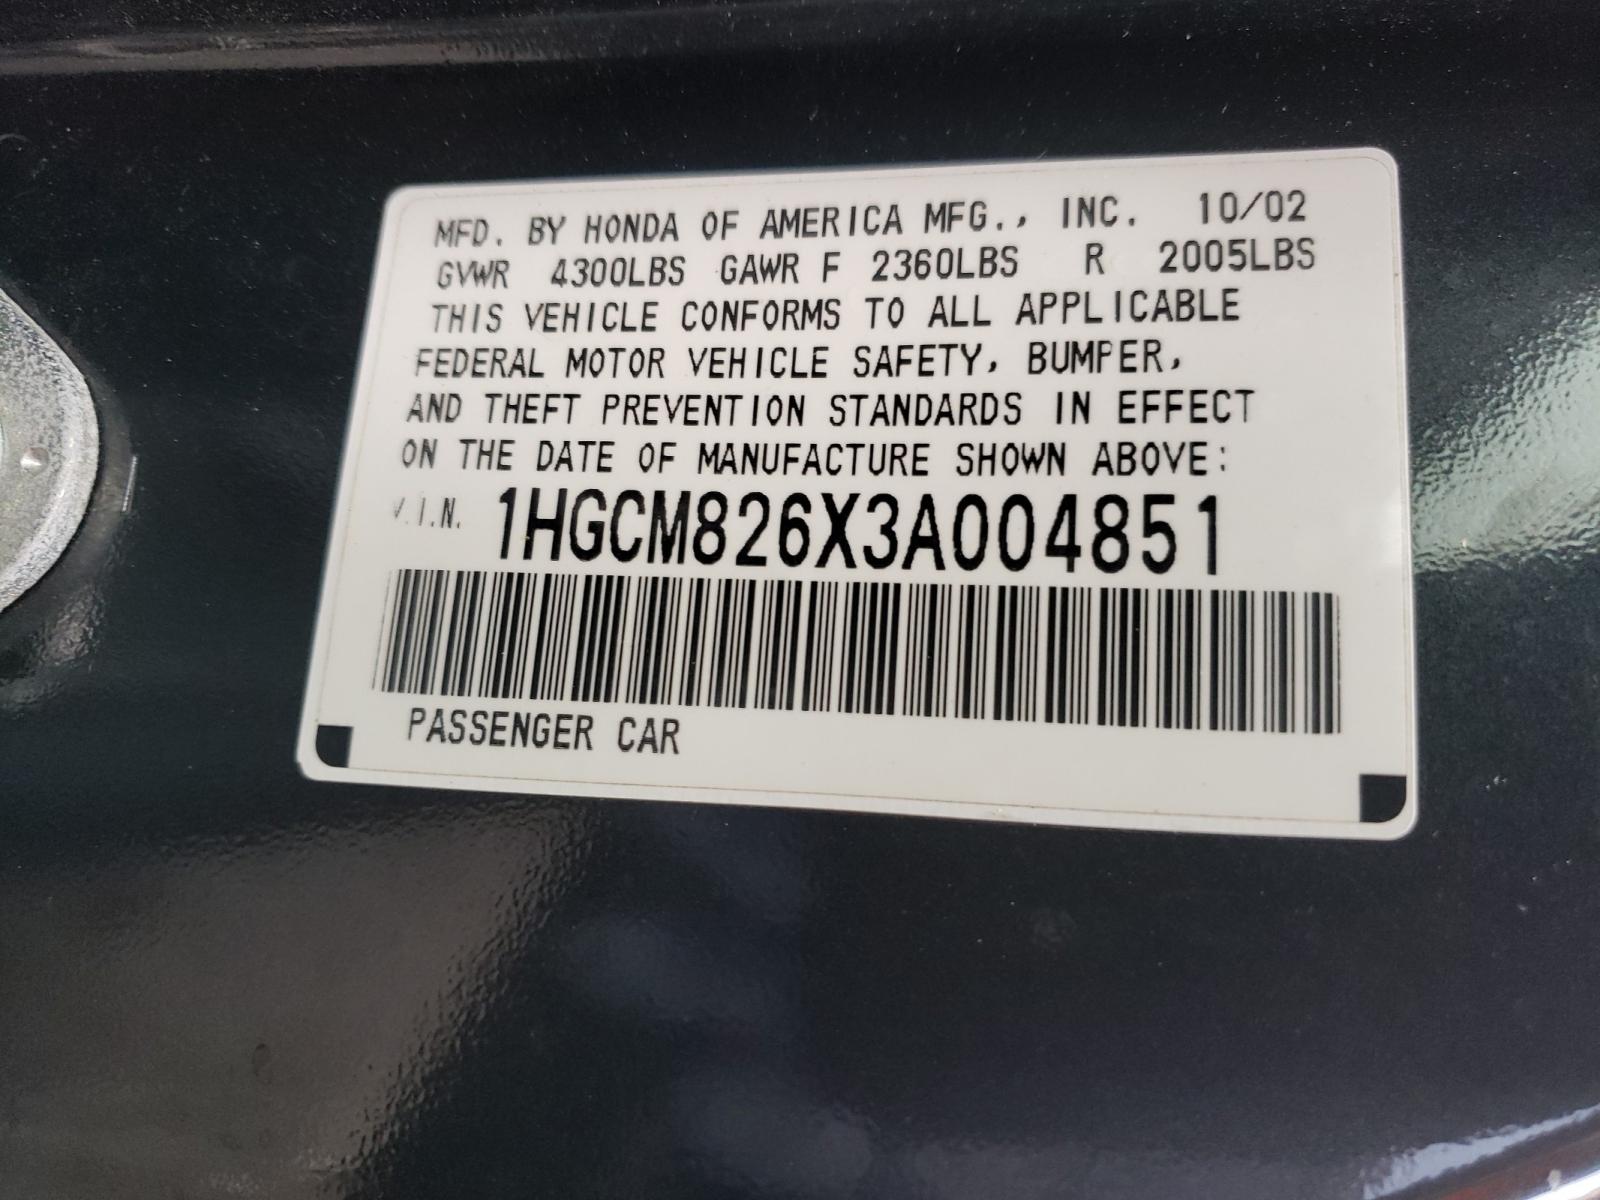 MFD. BY HONDA OF AMERICA MFG., INC. 10/02
GVWR 4300LBS GAWR F 2360LBS R 2005LBS
THIS VEHICLE CONFORMS TO ALL APPLICABLE
FEDERAL MOTOR VEHICLE SAFETY, BUMPER,
AND THEFT PREVENTION STANDARDS IN EFFECT
ON THE DATE OF MANUFACTURE SHOWN ABOVE:
V.I.N. 1HGCM826X3A004851
PASSENGER CAR